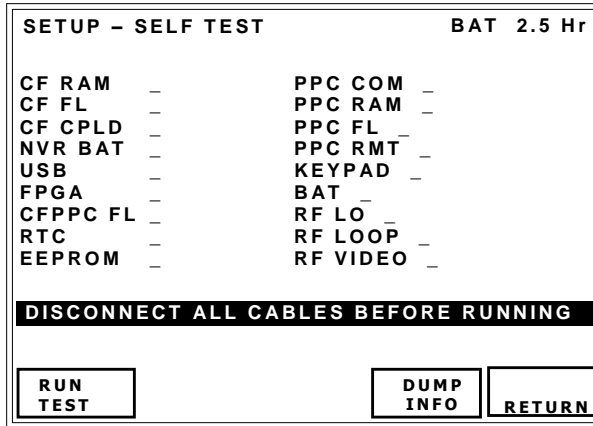 SETUP – SELF TEST BAT 2.5 Hr
CF RAM _ PPC COM _
CF FL _ PPC RAM _
CF CPLD _ PPC FL _
NVR BAT _ PPC RMT _
USB _ KEYPAD _
FPGA _ BAT _
CFPPC FL _ RF LO _
RTC _ RF LOOP _
EEPROM _ RF VIDEO _
DISCONNECT ALL CABLES BEFORE RUNNING
RUN
TEST
DUMP
INFO
RETURN